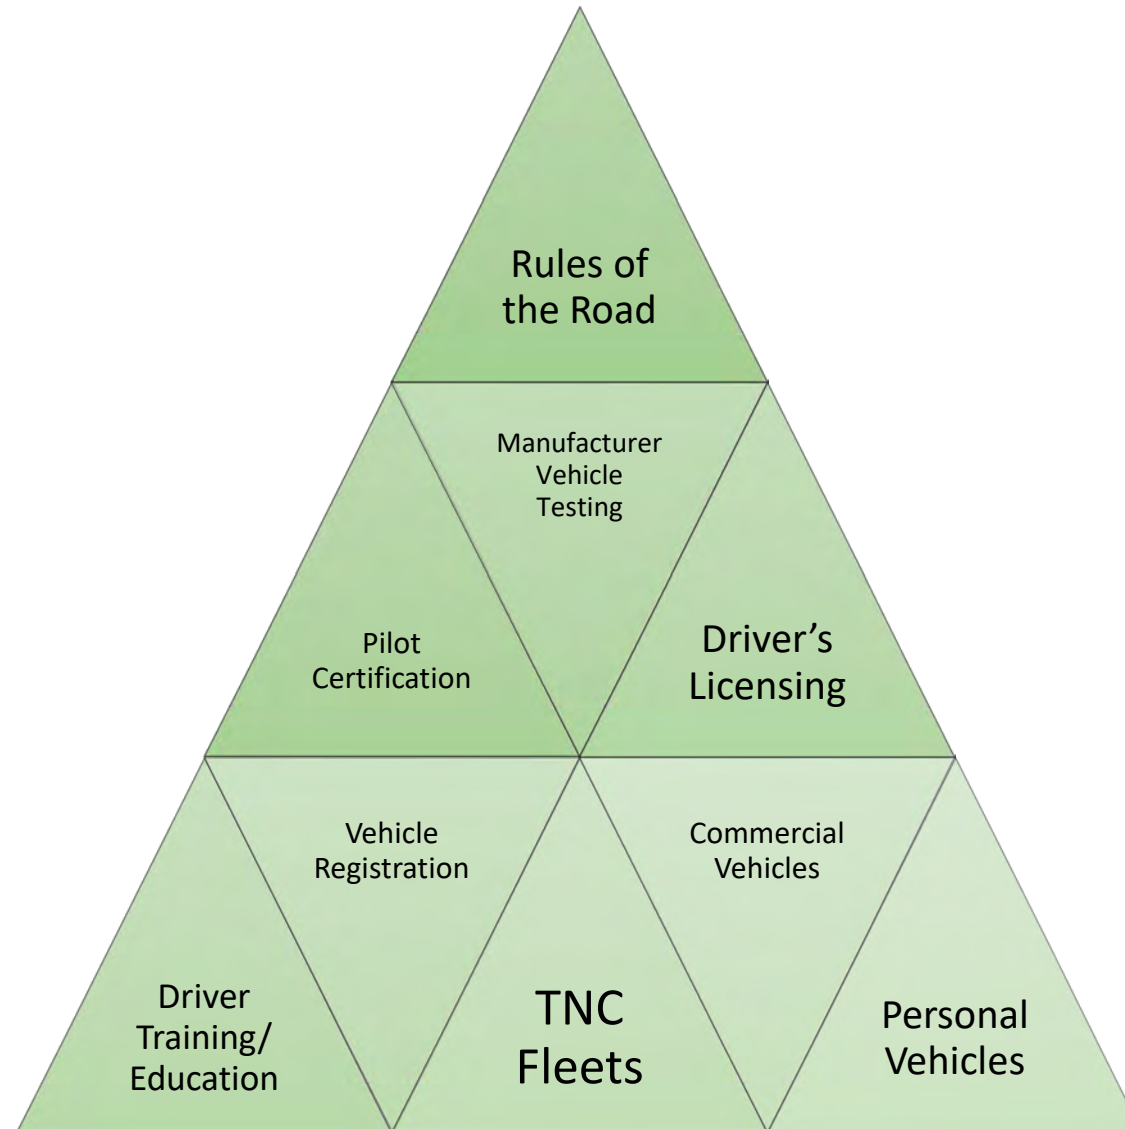 Rules of
the Road
Manufacturer
Vehicle
Testing
Pilot
Certification
Driver’s
Licensing
Vehicle
Registration
Commercial
Vehicles
Driver
Training/
Education
TNC
Fleets
Personal
Vehicles